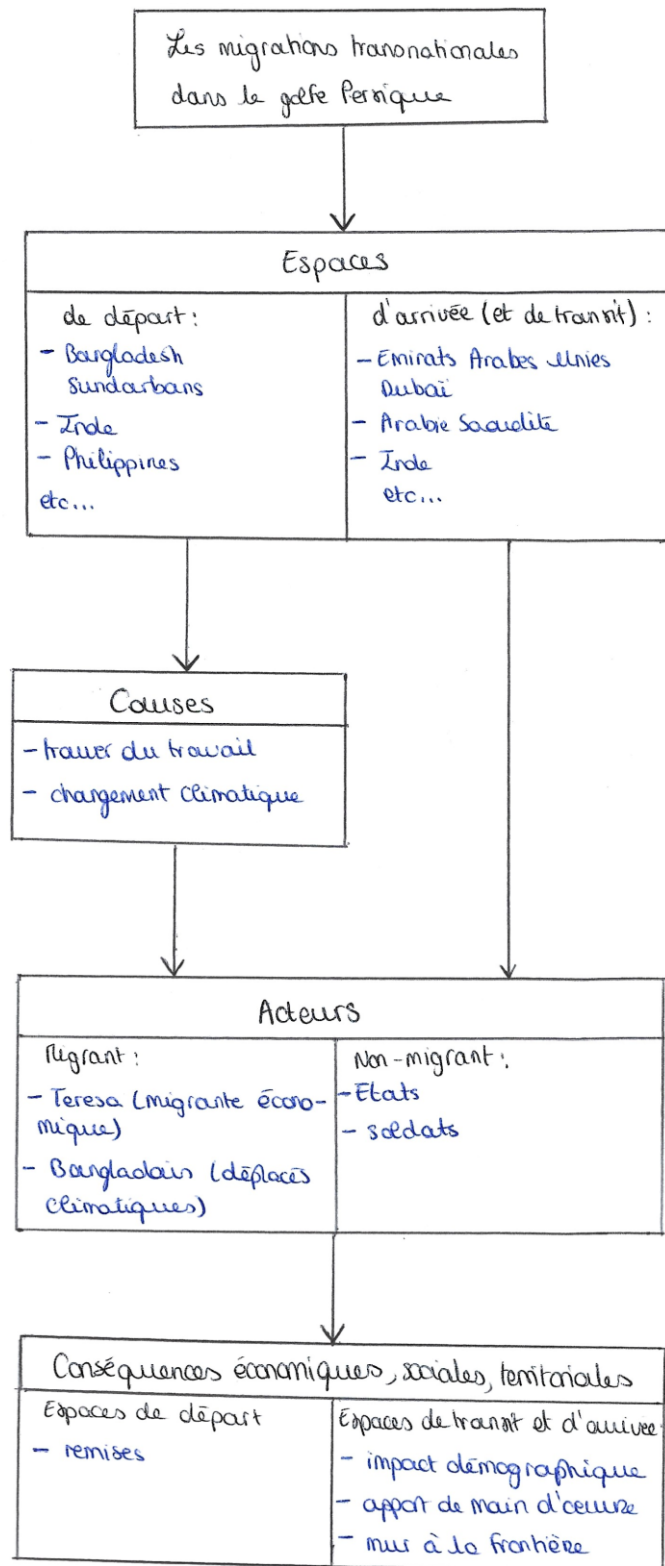 Les migrations transnationales
dans le golfe Persique
Espaces
de départ :
- Bangladesh
Sundarbans
- Inde
- Philippines
etc...
d'arrivée (et de transit) :
- Emirats Arabes Unies
Dubaï
- Arabie Saoudite
- Inde
etc...
Causes
- trouver du travail
- changement climatique
Acteurs
Migrant :
- Teresa (migrante écono-
mique)
- Bangladais (déplacés
climatiques)
Non-migrant :
- Etats
- soldats
Conséquences économiques, sociales, territoriales
Espaces de départ
- remises
Espaces de transit et d'arrivée
- impact démographique
- apport de main d'œuvre
- mur à la frontière